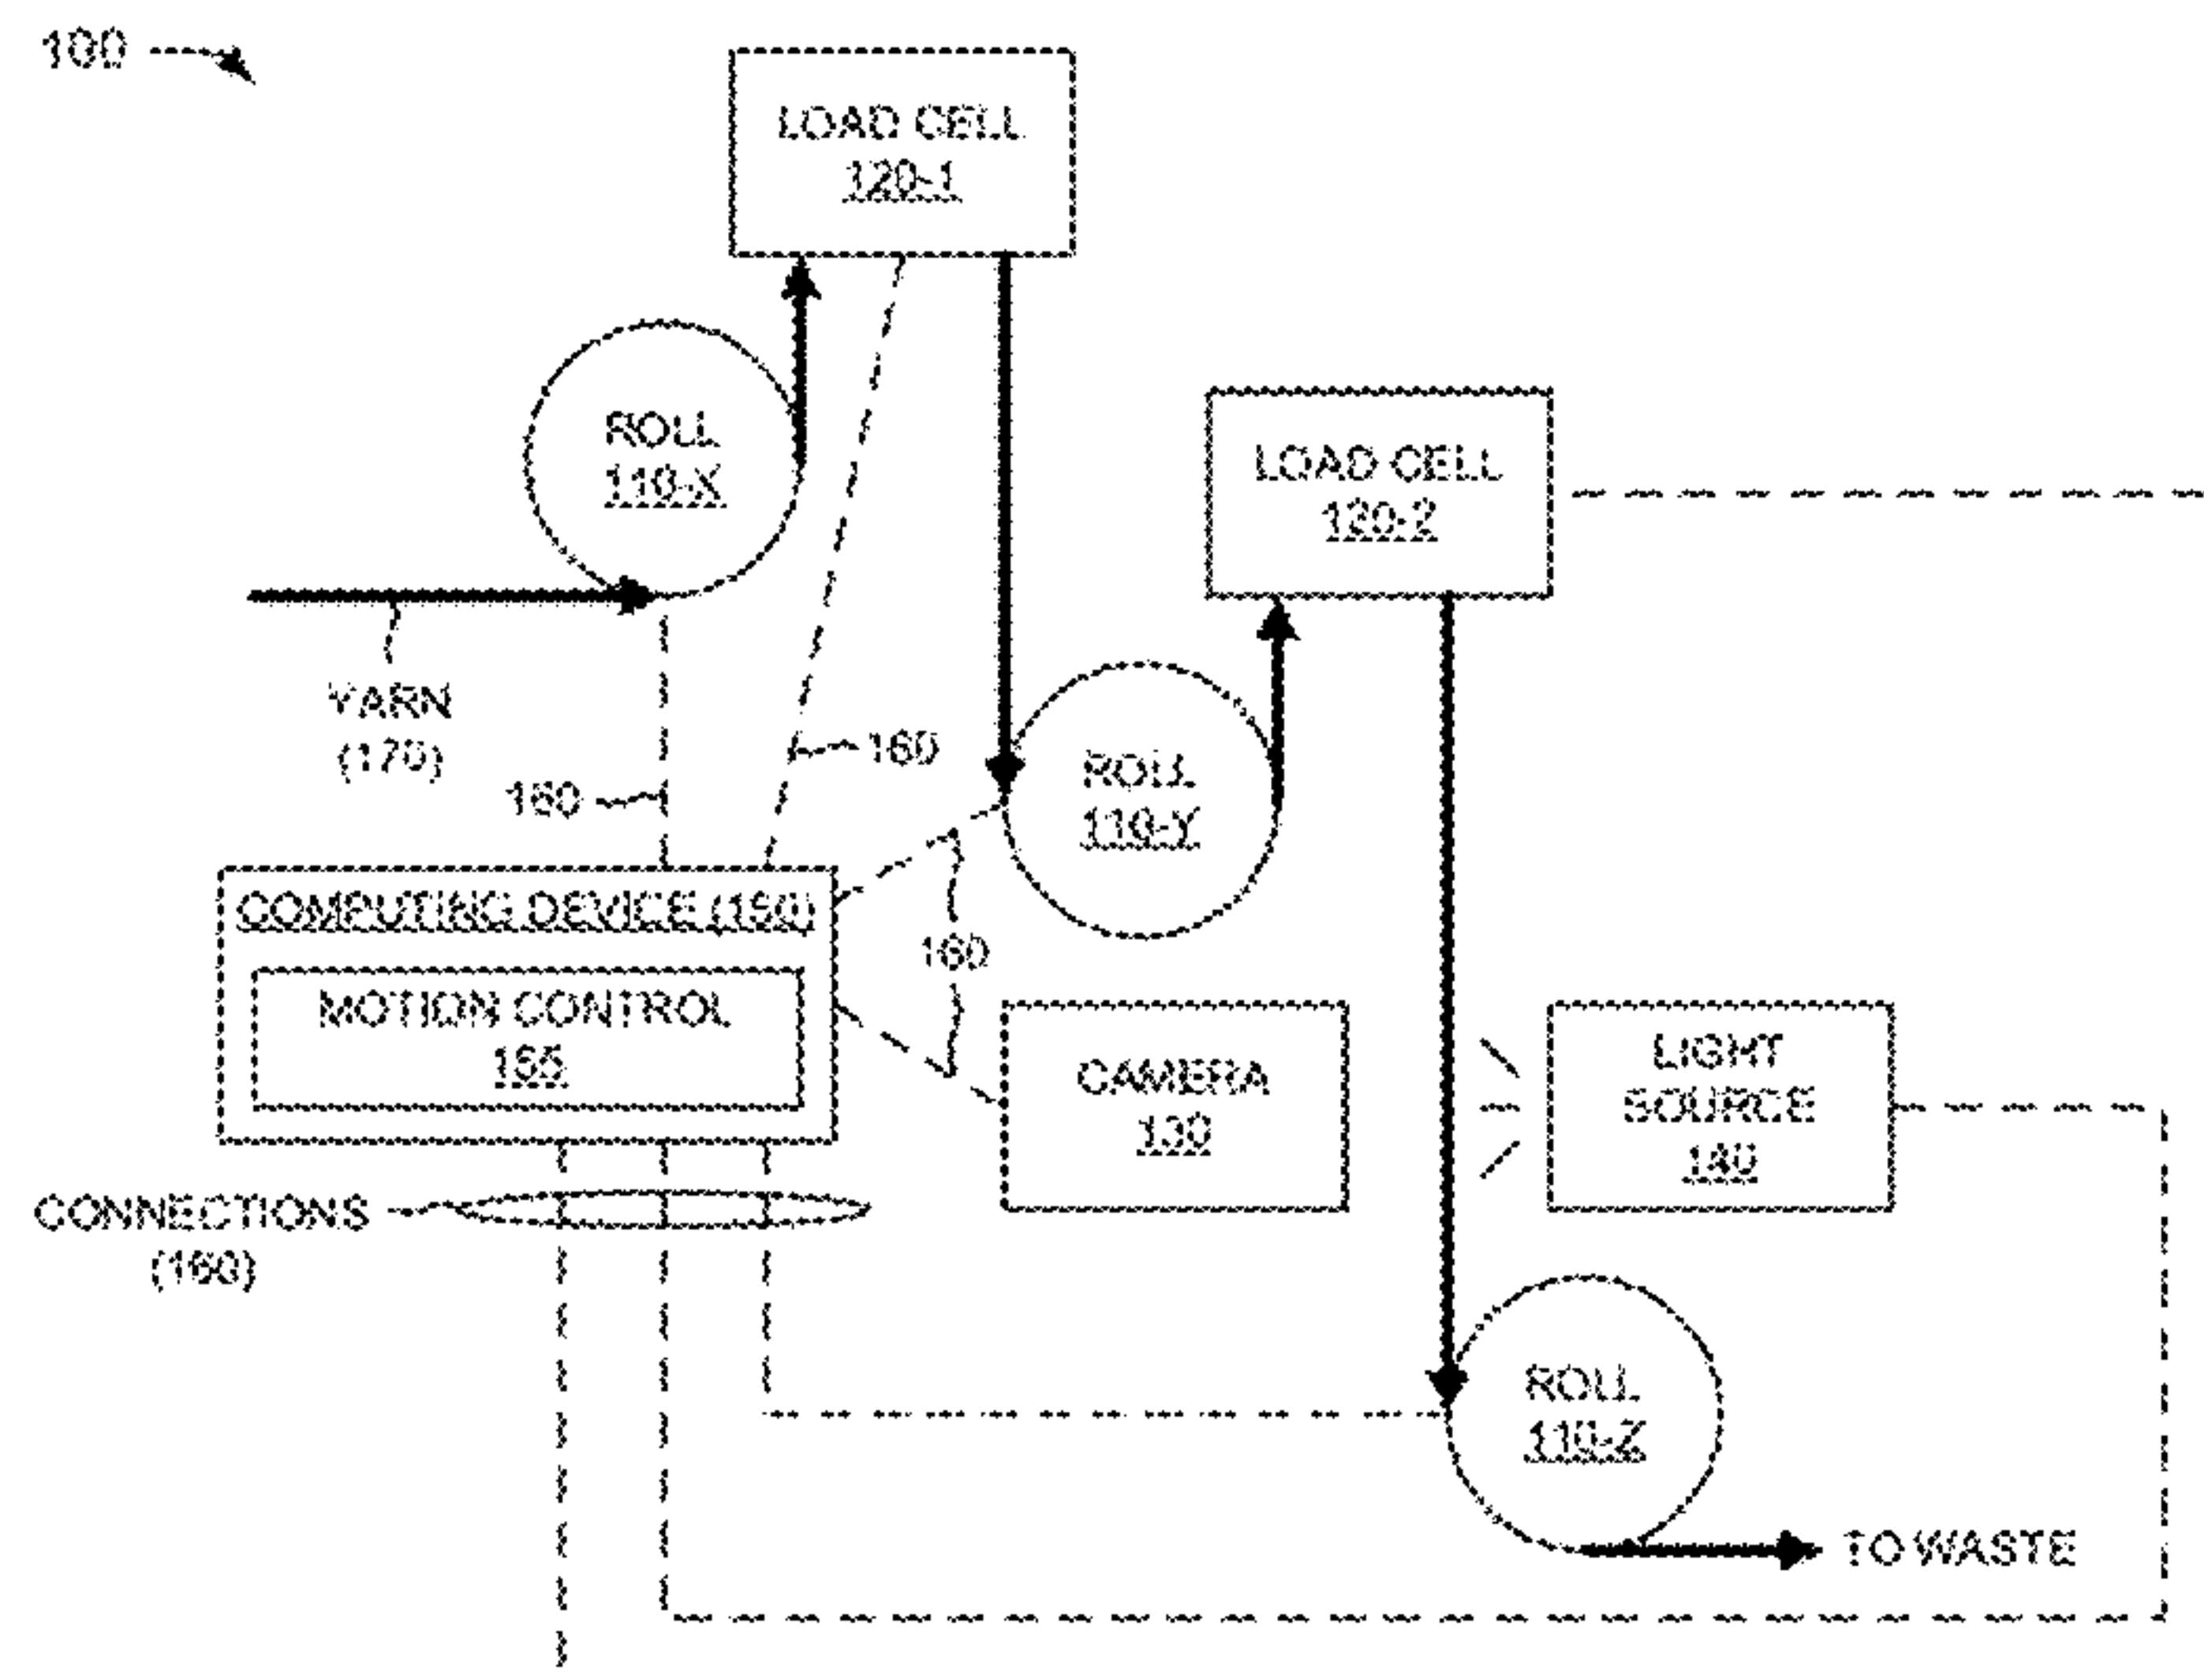 100
LOAD CELL
120-1
ROLL
110-X
LOAD CELL
120-2
YARN
(170)
160
160
ROLL
110-Y
COMPUTING DEVICE (150)
160
MOTION CONTROL
155
CAMERA
130
LIGHT
SOURCE
140
CONNECTIONS
(160)
ROLL
110-Z
TO WASTE